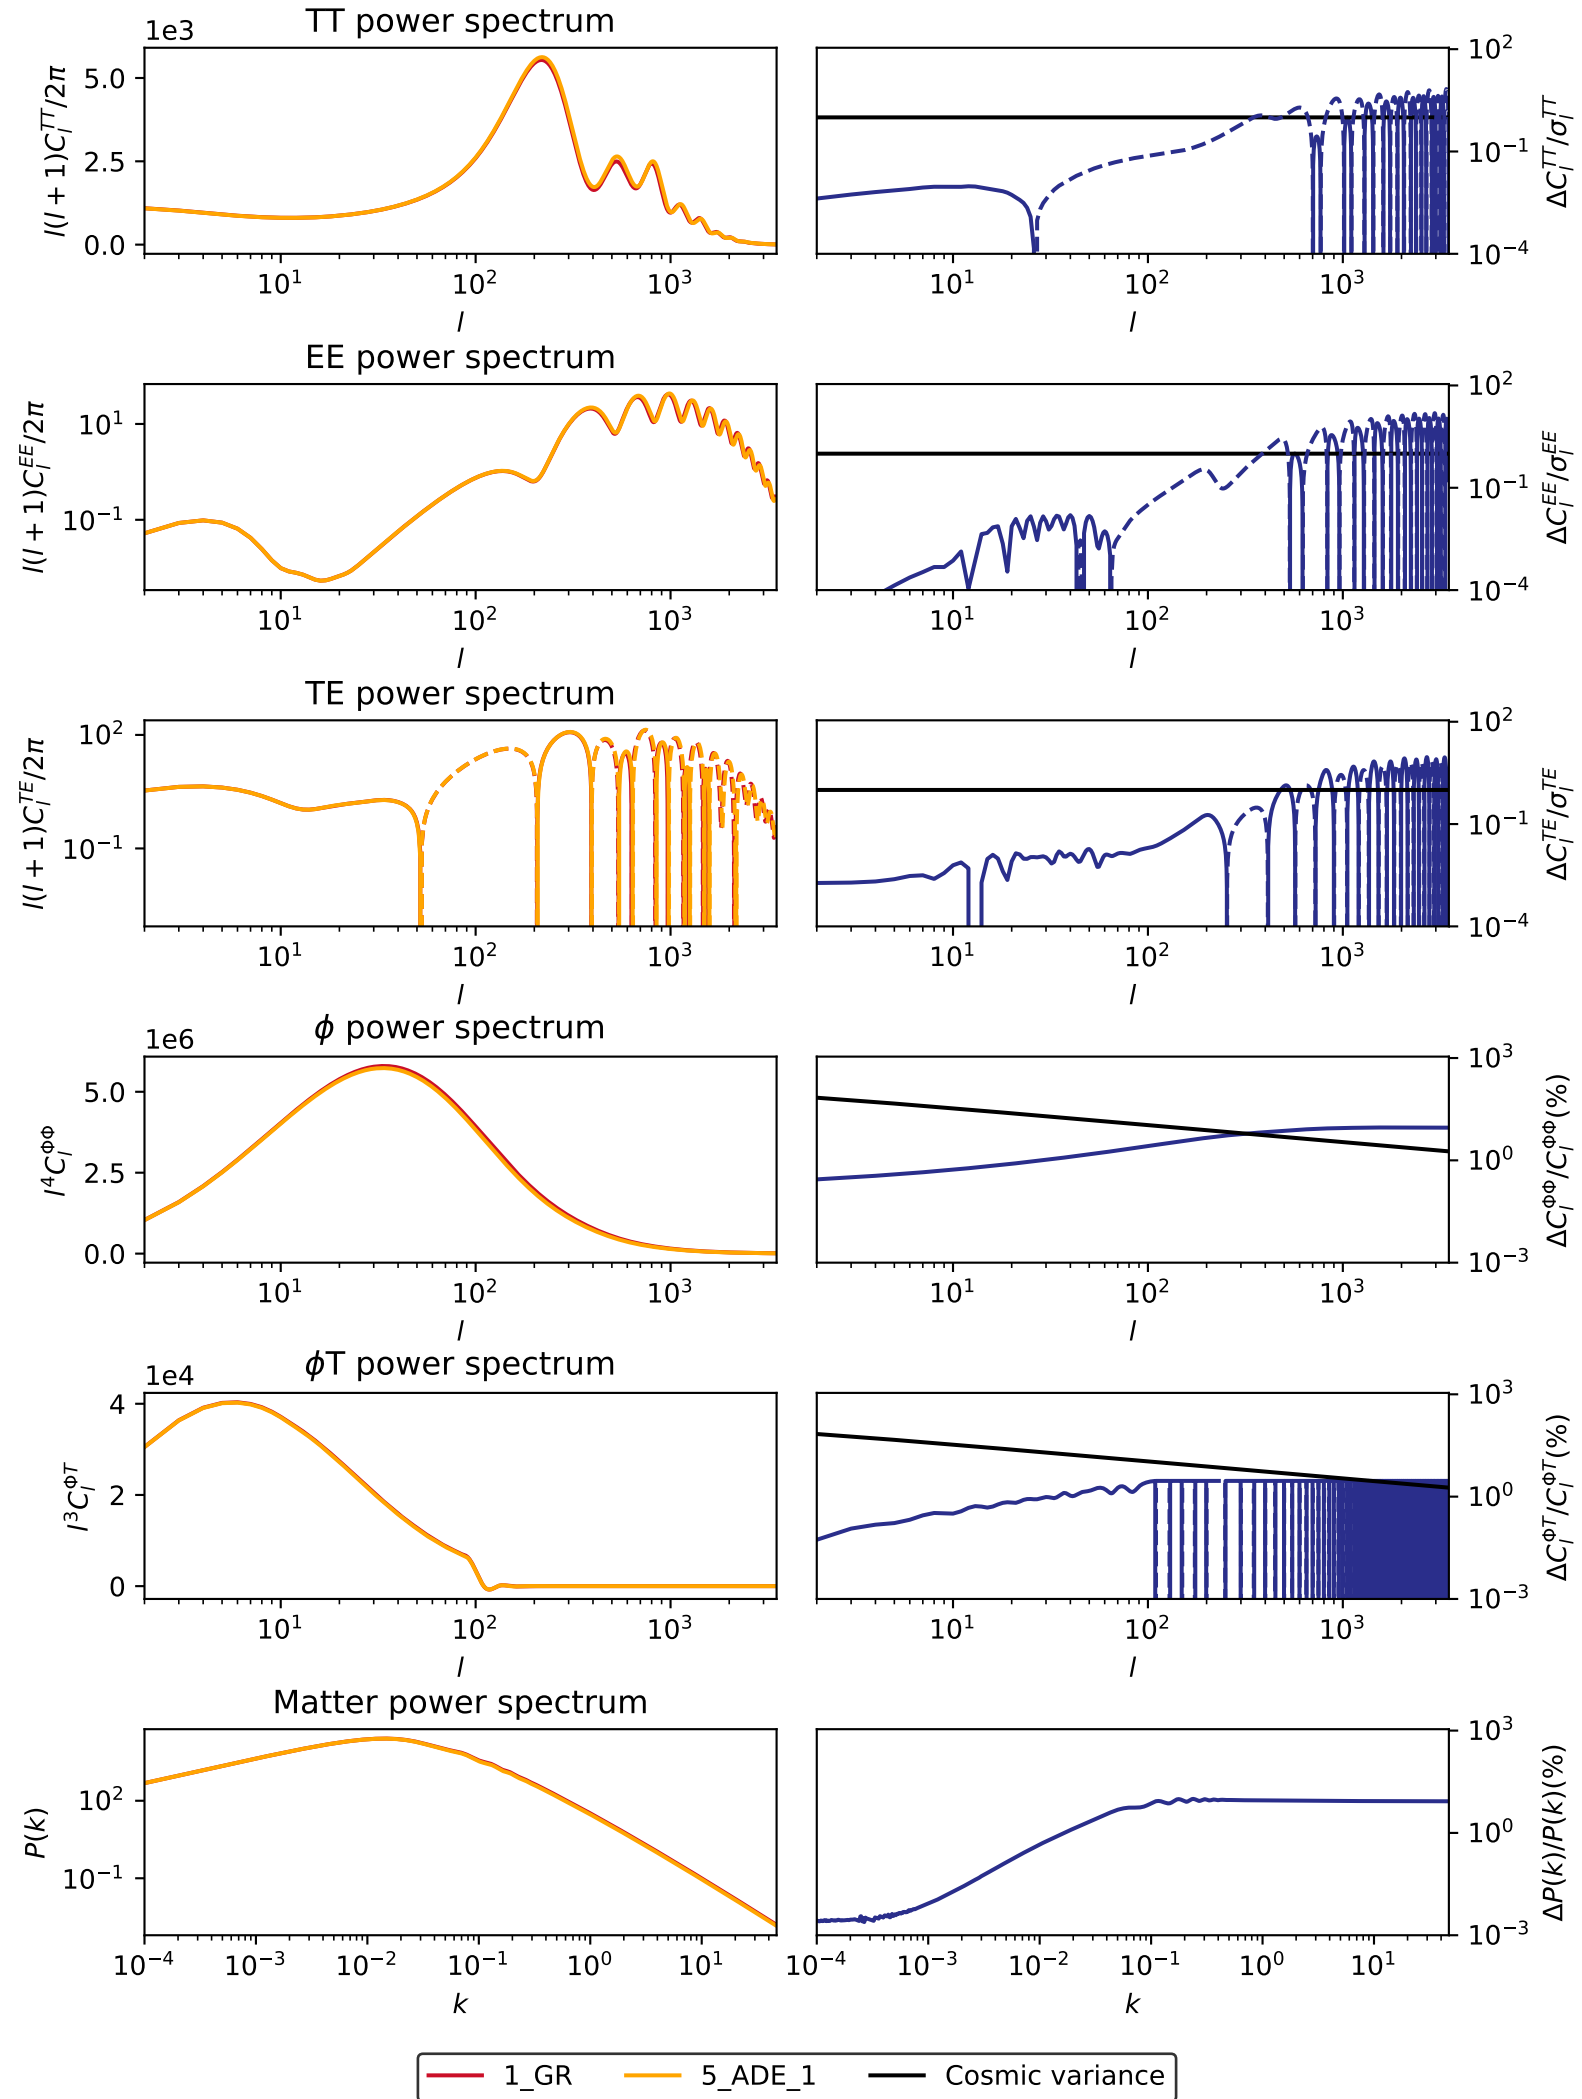 TT power spectrum
1e3
5.0
2.5
0.0
l(l + 1)C_l^{TT}/2π
10^1
10^2
10^3
l
10^2
10^{-1}
10^{-4}
ΔC_l^{TT}/σ_l^{TT}
10^1
10^2
10^3
l
EE power spectrum
10^1
10^{-1}
l(l + 1)C_l^{EE}/2π
10^1
10^2
10^3
l
10^2
10^{-1}
10^{-4}
ΔC_l^{EE}/σ_l^{EE}
10^1
10^2
10^3
l
TE power spectrum
10^2
10^{-1}
l(l + 1)C_l^{TE}/2π
10^1
10^2
10^3
l
10^2
10^{-1}
10^{-4}
ΔC_l^{TE}/σ_l^{TE}
10^1
10^2
10^3
l
ϕ power spectrum
1e6
5.0
2.5
0.0
l^4C_l^{ΦΦ}
10^1
10^2
10^3
l
10^3
10^0
10^{-3}
ΔC_l^{ΦΦ}/C_l^{ΦΦ}(%)
10^1
10^2
10^3
l
ϕT power spectrum
1e4
4
2
0
l^3C_l^{ΦT}
10^1
10^2
10^3
l
10^3
10^0
10^{-3}
ΔC_l^{ΦT}/C_l^{ΦT}(%)
10^1
10^2
10^3
l
Matter power spectrum
10^2
10^{-1}
P(k)
10^{-4}
10^{-3}
10^{-2}
10^{-1}
10^0
10^1
k
10^3
10^0
10^{-3}
ΔP(k)/P(k)(%)
10^{-4}
10^{-3}
10^{-2}
10^{-1}
10^0
10^1
k
1_GR
5_ADE_1
Cosmic variance